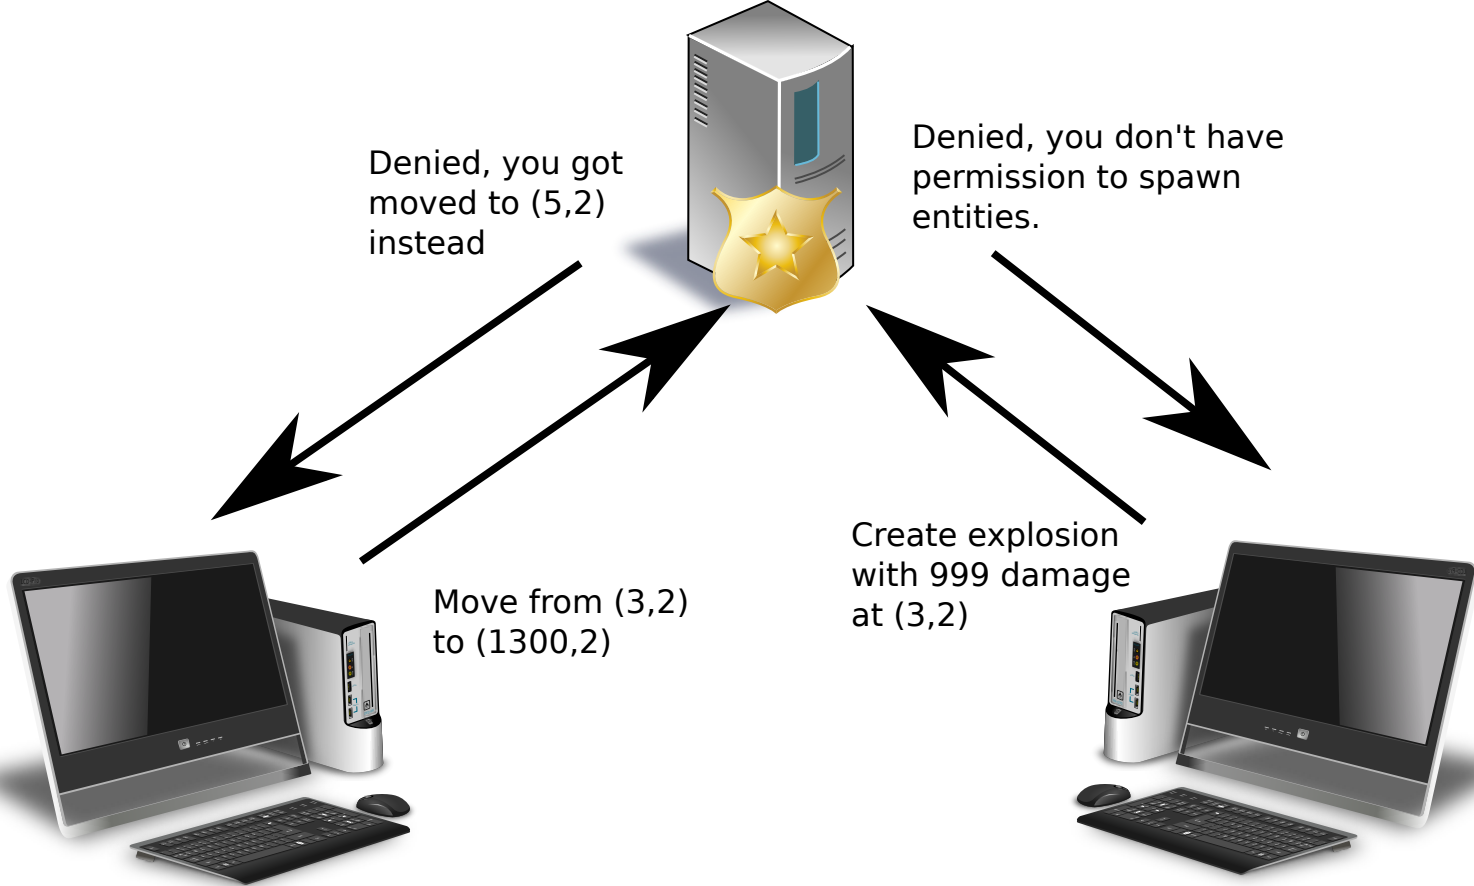 Denied, you got
moved to (5,2)
instead
Denied, you don't have
permission to spawn
entities.
Move from (3,2)
to (1300,2)
Create explosion
with 999 damage
at (3,2)